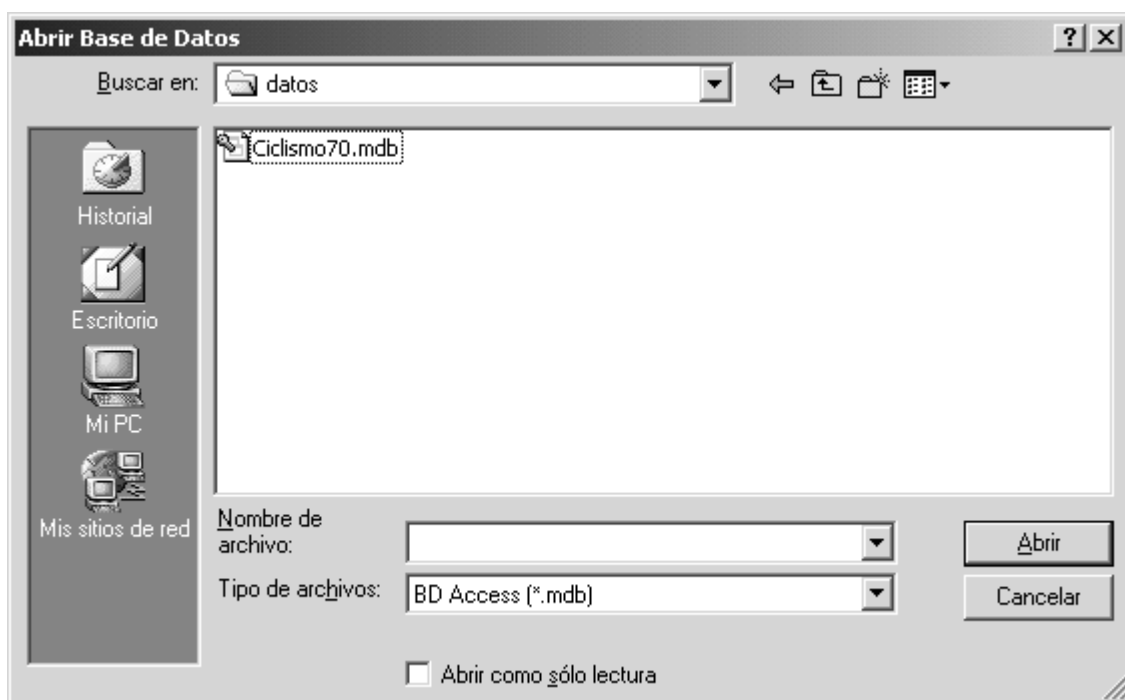 Abrir Base de Datos
Buscar en:
datos
Ciclismo70.mdb
Historial
Escritorio
Mi PC
Mis sitios de red
Nombre de
archivo:
Abrir
Tipo de archivos:
BD Access (*.mdb)
Cancelar
Abrir como sólo lectura